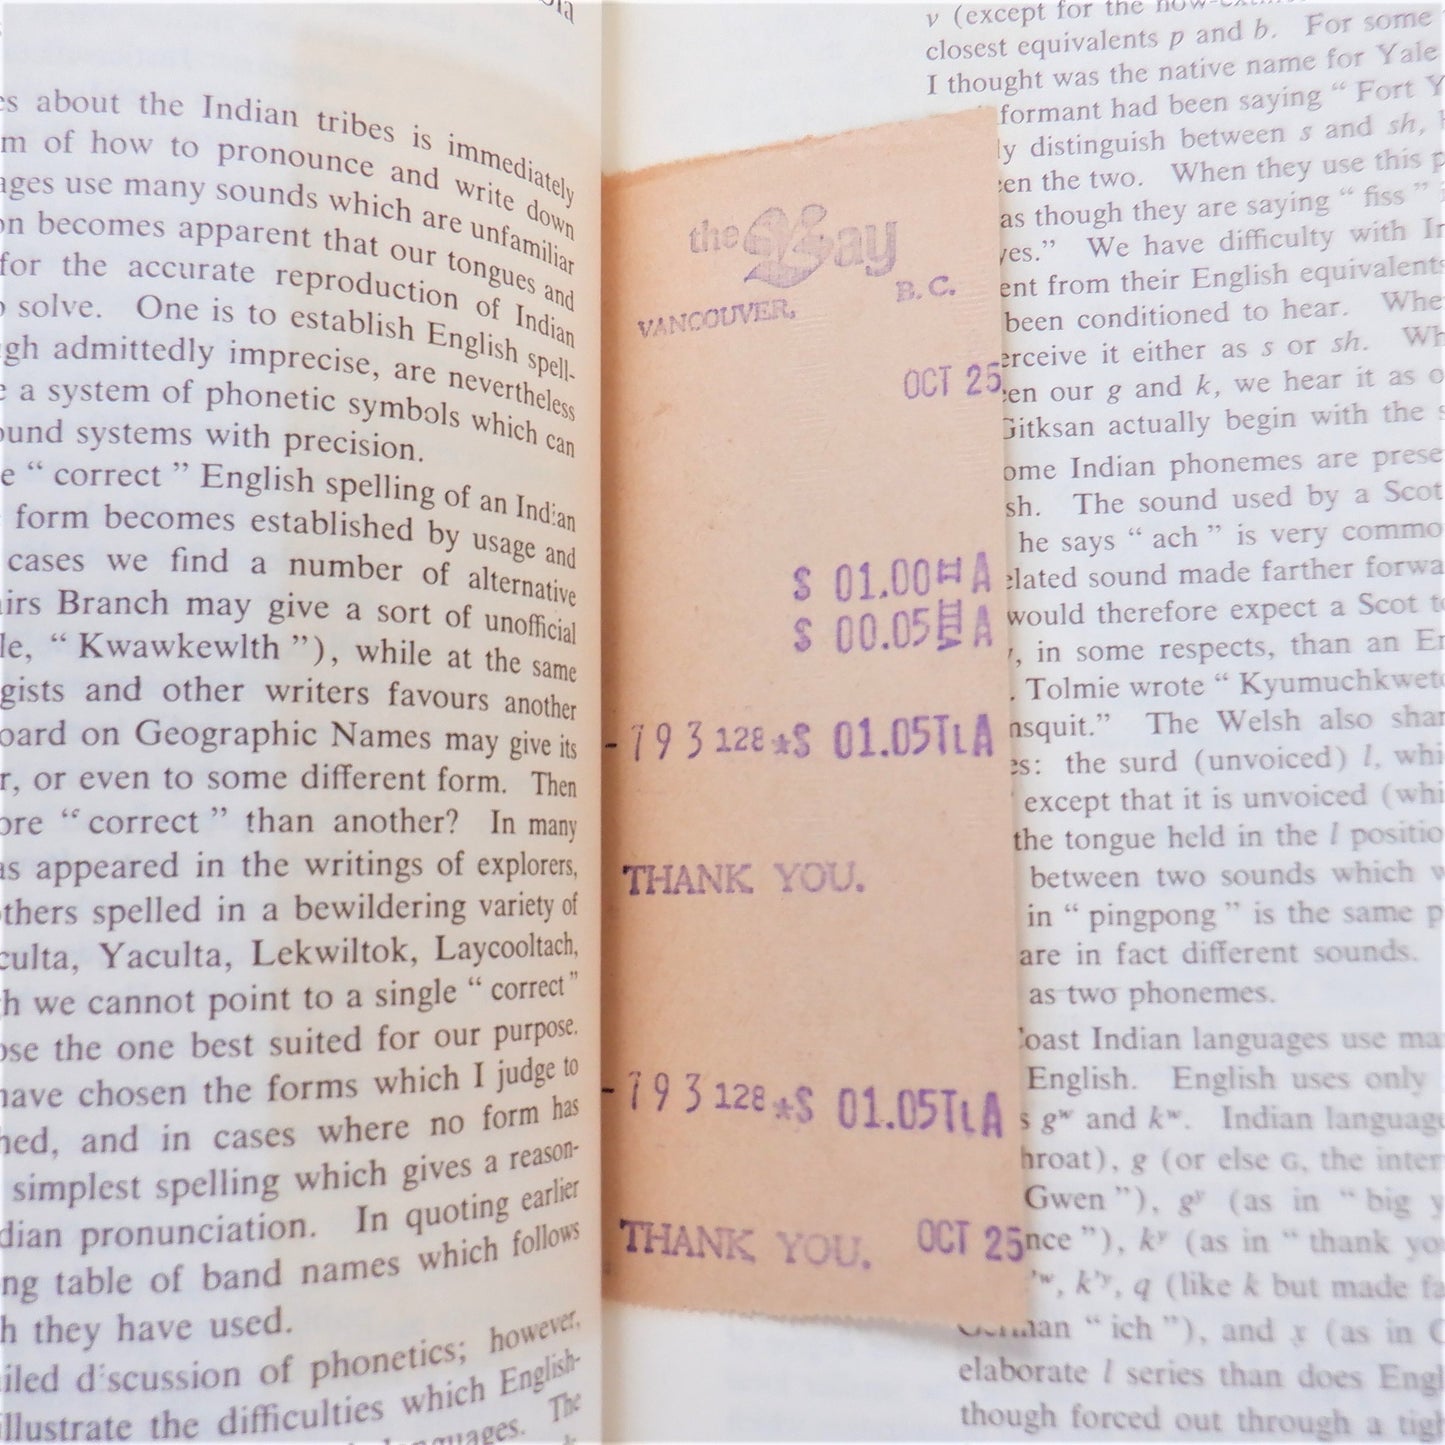 es about the Indian tribes is immediately
m of how to pronounce and write down
ages use many sounds which are unfamiliar
on becomes apparent that our tongues and
for the accurate reproduction of Indian
o solve. One is to establish English spell-
gh admittedly imprecise, are nevertheless
e a system of phonetic symbols which can
ound systems with precision.
e “ correct ” English spelling of an Indian
form becomes established by usage and
cases we find a number of alternative
airs Branch may give a sort of unofficial
le, “ Kwawkewlth ”), while at the same
gists and other writers favours another
oard on Geographic Names may give its
r, or even to some different form. Then
ore “ correct ” than another? In many
as appeared in the writings of explorers,
thers spelled in a bewildering variety of
culta, Yaculta, Lekwiltok, Laycooltach,
h we cannot point to a single “ correct ”
ose the one best suited for our purpose.
have chosen the forms which I judge to
hed, and in cases where no form has
simplest spelling which gives a reason-
dian pronunciation. In quoting earlier
ng table of band names which follows
h they have used.
iled discussion of phonetics; however,
illustrate the difficulties which English-
languages. The
the Bay
VANCOUVER, B.C.
OCT 25
$ 01.00 A
$ 00.05 A
-793 128 *$ 01.05TLA
THANK YOU.
-793 128 *$ 01.05TLA
THANK YOU. OCT 25
v (except for the now-
closest equivalents p and b. For some
I thought was the native name for Yale
formant had been saying “ Fort Y
ly distinguish between s and sh,
en the two. When they use this p
as though they are saying “ fiss ”
yes.” We have difficulty with In
ent from their English equivalents
been conditioned to hear. Whe
erceive it either as s or sh. Wh
en our g and k, we hear it as o
Gitksan actually begin with the s
ome Indian phonemes are prese
sh. The sound used by a Scot
he says “ ach ” is very commo
elated sound made farther forwa
would therefore expect a Scot to
, in some respects, than an En
. Tolmie wrote “ Kyumuchkwetc
nsquit.” The Welsh also shar
es: the surd (unvoiced) l, whi
except that it is unvoiced (whi
the tongue held in the l positio
between two sounds which w
in “ pingpong ” is the same p
are in fact different sounds.
as two phonemes.
Coast Indian languages use ma
English. English uses only
s gʷ and kʷ. Indian languag
hroat), g (or else G, the inter
Gwen ”), gʸ (as in “ big y
nce ”), kʸ (as in “ thank yo
’ʷ, k’ʸ, q (like k but made fa
German “ ich ”), and x (as in G
elaborate l series than does Engl
though forced out through a tigh